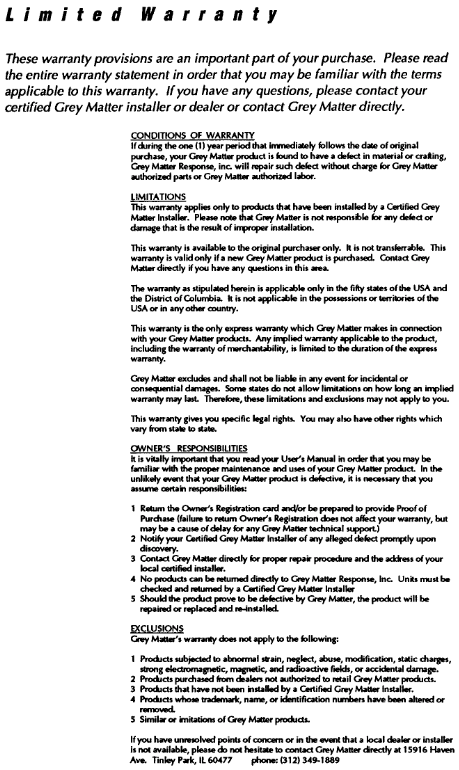 Limited Warranty
These warranty provisions are an important part of your purchase. Please read
the entire warranty statement in order that you may be familiar with the terms
applicable to this warranty. If you have any questions, please contact your
certified Grey Matter installer or dealer or contact Grey Matter directly.
CONDITIONS OF WARRANTY
If during the one (1) year period that immediately follows the date of original
purchase, your Grey Matter product is found to have a defect in material or crafting,
Grey Matter Response, inc. will repair such defect without charge for Grey Matter
authorized parts or Grey Matter authorized labor.
LIMITATIONS
This warranty applies only to products that have been installed by a Certified Grey
Matter Installer. Please note that Grey Matter is not responsible for any defect or
damage that is the result of improper installation.
This warranty is available to the original purchaser only. It is not transferrable. This
warranty is valid only if a new Grey Matter product is purchased. Contact Grey
Matter directly if you have any questions in this area.
The warranty as stipulated herein is applicable only in the fifty states of the USA and
the District of Columbia. It is not applicable in the possessions or territories of the
USA or in any other country.
This warranty is the only express warranty which Grey Matter makes in connection
with your Grey Matter products. Any implied warranty applicable to the product,
including the warranty of merchantability, is limited to the duration of the express
warranty.
Grey Matter excludes and shall not be liable in any event for incidental or
consequential damages. Some states do not allow limitations on how long an implied
warranty may last. Therefore, these limitations and exclusions may not apply to you.
This warranty gives you specific legal rights. You may also have other rights which
vary from state to state.
OWNER'S RESPONSIBILITIES
It is vitally important that you read your User's Manual in order that you may be
familiar with the proper maintenance and uses of your Grey Matter product. In the
unlikely event that your Grey Matter product is defective, it is necessary that you
assume certain responsibilities:
1 Return the Owner's Registration card and/or be prepared to provide Proof of
Purchase (failure to return Owner's Registration does not affect your warranty, but
may be a cause of delay for any Grey Matter technical support.)
2 Notify your Certified Grey Matter Installer of any alleged defect promptly upon
discovery.
3 Contact Grey Matter directly for proper repair procedure and the address of your
local certified installer.
4 No products can be returned directly to Grey Matter Response, Inc. Units must be
checked and returned by a Certified Grey Matter Installer
5 Should the product prove to be defective by Grey Matter, the product will be
repaired or replaced and re-installed.
EXCLUSIONS
Grey Matter's warranty does not apply to the following:
1 Products subjected to abnormal strain, neglect, abuse, modification, static charges,
strong electromagnetic, magnetic, and radioactive fields, or accidental damage.
2 Products purchased from dealers not authorized to retail Grey Matter products.
3 Products that have not been installed by a Certified Grey Matter Installer.
4 Products whose trademark, name, or identification numbers have been altered or
removed.
5 Similar or imitations of Grey Matter products.
If you have unresolved points of concern or in the event that a local dealer or installer
is not available, please do not hesitate to contact Grey Matter directly at 15916 Haven
Ave. Tinley Park, IL 60477 phone: (312) 349-1889